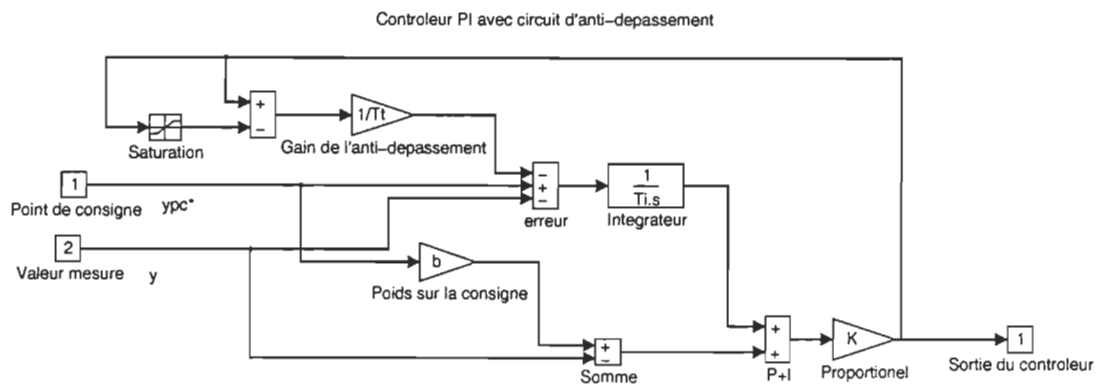 Controleur PI avec circuit d'anti-depassement
+
−
1/Tt
Saturation
Gain de l'anti-depassement
1
Point de consigne
ypc*
−
+
−
erreur
1
Ti.s
Integrateur
2
Valeur mesure
y
b
Poids sur la consigne
+
−
Somme
+
+
P+I
K
Proportionel
1
Sortie du controleur